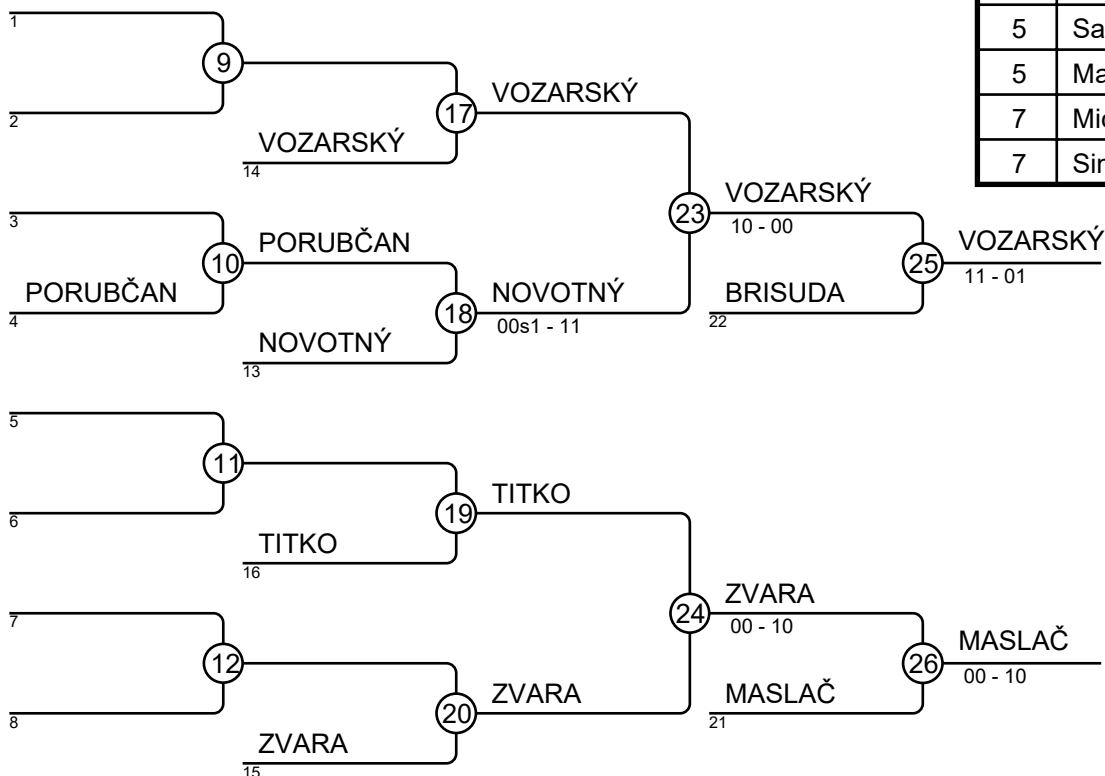 1
9
2
VOZARSKÝ
14
17
VOZARSKÝ
3
10
PORUBČAN
4
PORUBČAN
18
NOVOTNÝ
13
NOVOTNÝ
00s1 - 11
23
VOZARSKÝ
10 - 00
BRISUDA
22
25
VOZARSKÝ
11 - 01
5
11
6
TITKO
16
19
TITKO
7
12
8
ZVARA
15
20
ZVARA
24
ZVARA
00 - 10
MASLAČ
21
26
MASLAČ
00 - 10
5 Sa
5 Ma
7
7